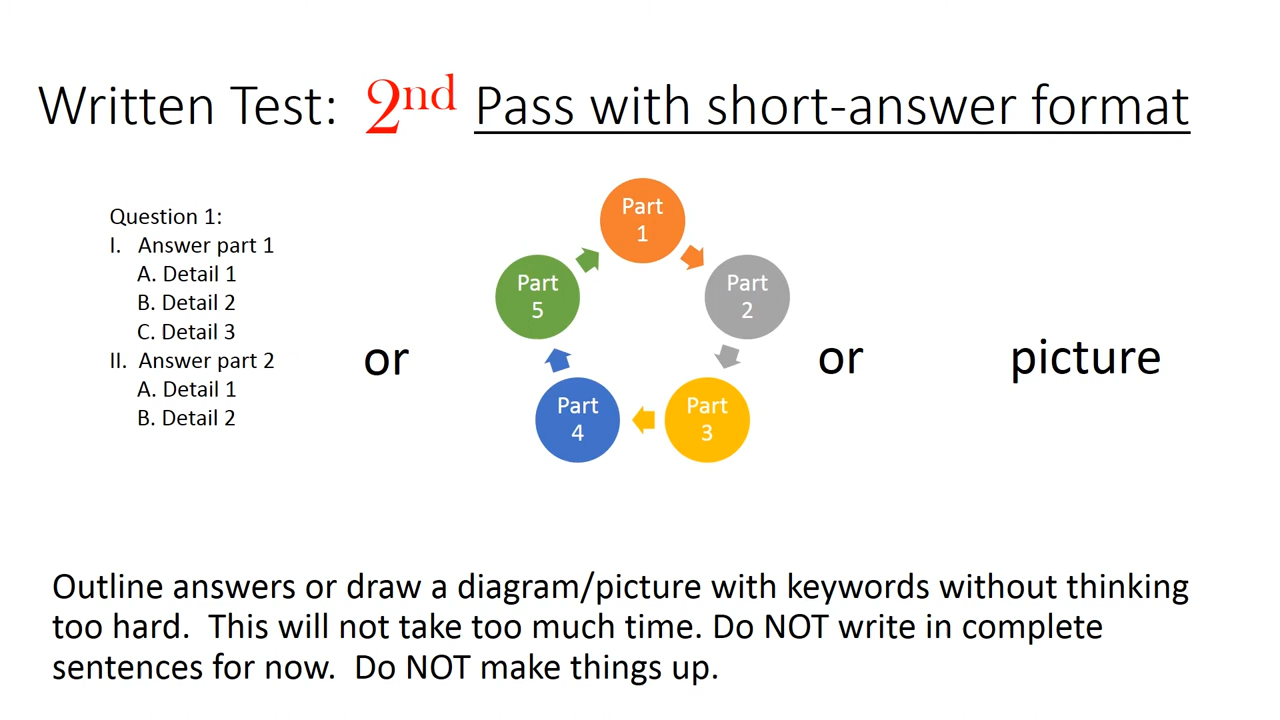 Written Test: 2nd Pass with short-answer format
Question 1:
I. Answer part 1
A. Detail 1
B. Detail 2
C. Detail 3
II. Answer part 2
A. Detail 1
B. Detail 2
or
Part
1
Part
2
Part
3
Part
4
Part
5
or
picture
Outline answers or draw a diagram/picture with keywords without thinking
too hard. This will not take too much time. Do NOT write in complete
sentences for now. Do NOT make things up.